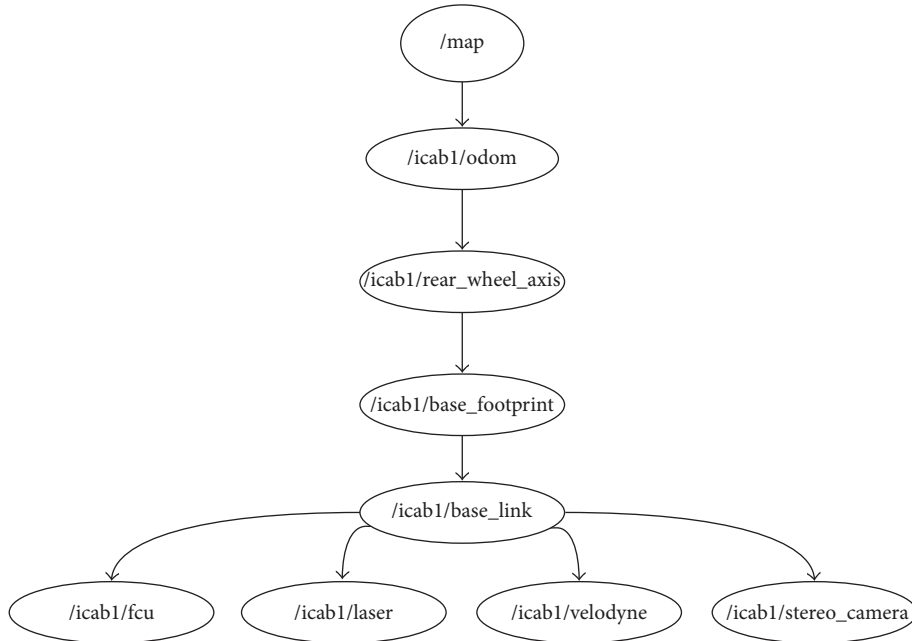 /map
/icab1/odom
/icab1/rear_wheel_axis
/icab1/base_footprint
/icab1/base_link
/icab1/fcu
/icab1/laser
/icab1/velodyne
/icab1/stereo_camera